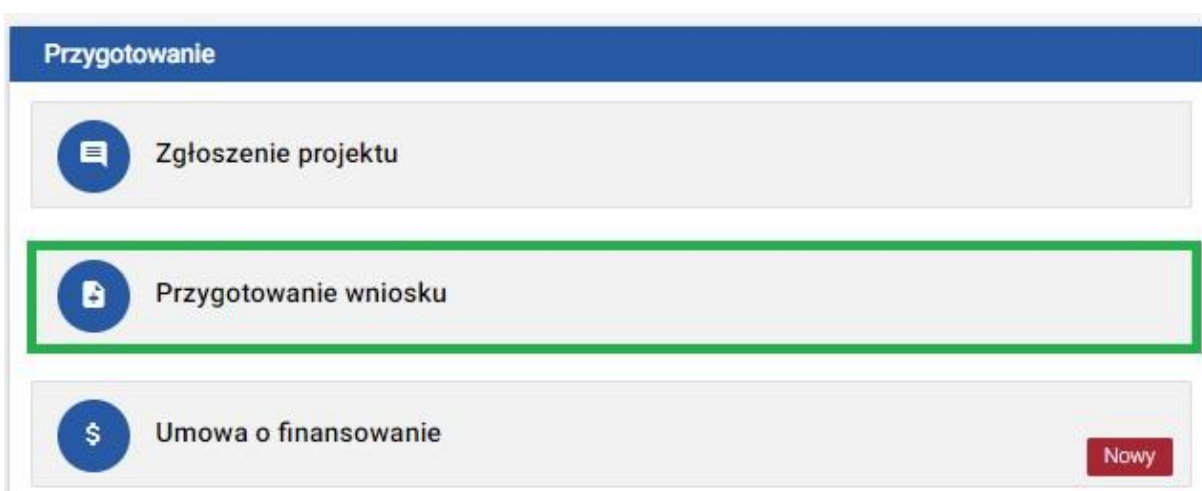 Przygotowanie
Zgłoszenie projektu
Przygotowanie wniosku
Umowa o finansowanie
Nowy